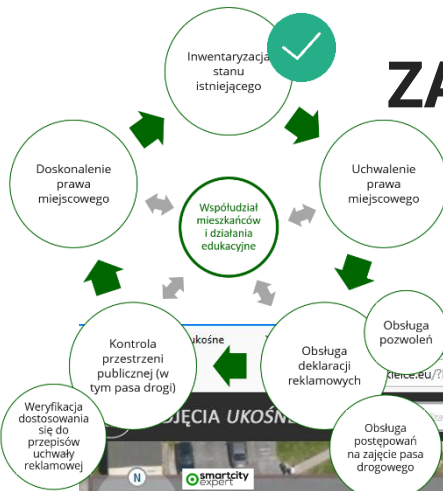 Inwentaryzacja
stanu
istniejącego
ZA
Doskonalenie
prawa
miejscowego
Uchwalenie
prawa
miejscowego
Współudział
mieszkańców
i działania
edukacyjne
Obsługa
pozwoleń
Kontrola
przestrzeni
publicznej (w
tym pasa drogi)
ukośne
Obsługa
deklaracji
reklamowych
kielce.eu/?
Weryfikacja
dostosowania
się do
przepisów
uchwały
reklamowej
JĘCIA UKOŚN
Obsługa
postępowań
na zajęcie pasa
drogowego
N
smartcity
expert